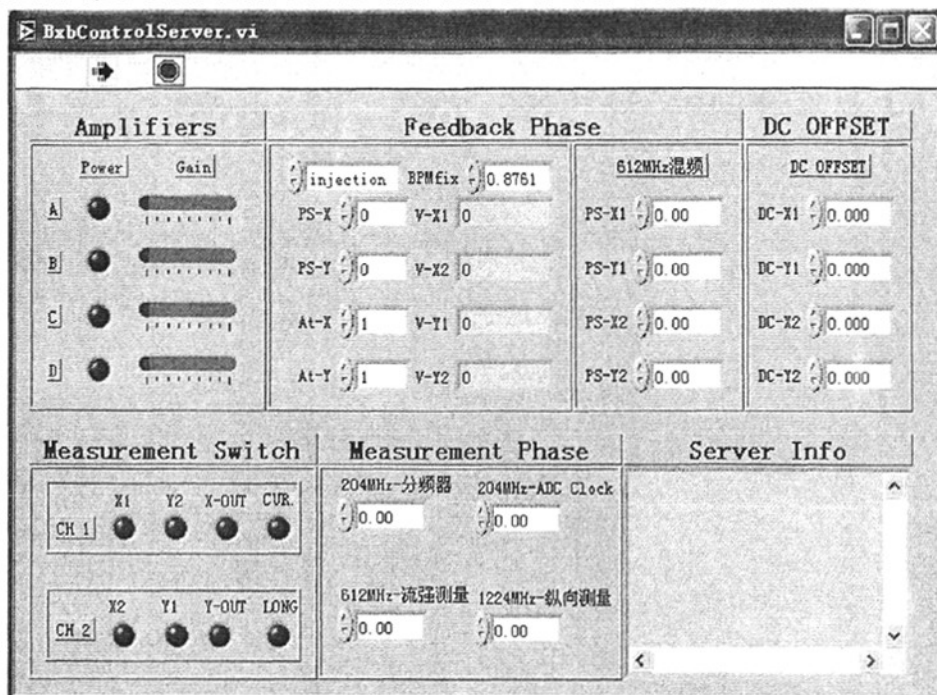 BxbControlServer.vi
Amplifiers
Power Gain
A
B
C
D
Feedback Phase
injection BPMfix 0.8761
PS-X 0 V-X1 0
PS-Y 0 V-X2 0
At-X 1 V-Y1 0
At-Y 1 V-Y2 0
612MHz混频
PS-X1 0.00
PS-Y1 0.00
PS-X2 0.00
PS-Y2 0.00
DC OFFSET
DC OFFSET
DC-X1 0.000
DC-Y1 0.000
DC-X2 0.000
DC-Y2 0.000
Measurement Switch
X1 Y2 X-OUT CUR.
CH 1
X2 Y1 Y-OUT LONG
CH 2
Measurement Phase
204MHz-分频器 204MHz-ADC Clock
0.00 0.00
612MHz-流强测量 1224MHz-纵向测量
0.00 0.00
Server Info